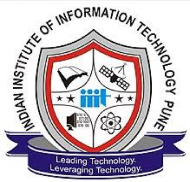 INDIAN INSTITUTE OF INFORMATION TECHNOLOGY PUNE
iiit
Leading Technology.
Leveraging Technology.